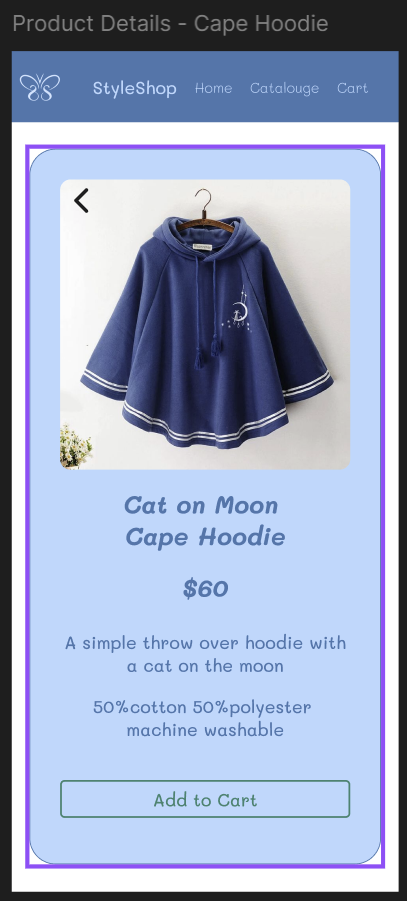 Product Details - Cape Hoodie
StyleShop Home Catalouge Cart
Cat on Moon
Cape Hoodie
$60
A simple throw over hoodie with
a cat on the moon
50%cotton 50%polyester
machine washable
Add to Cart